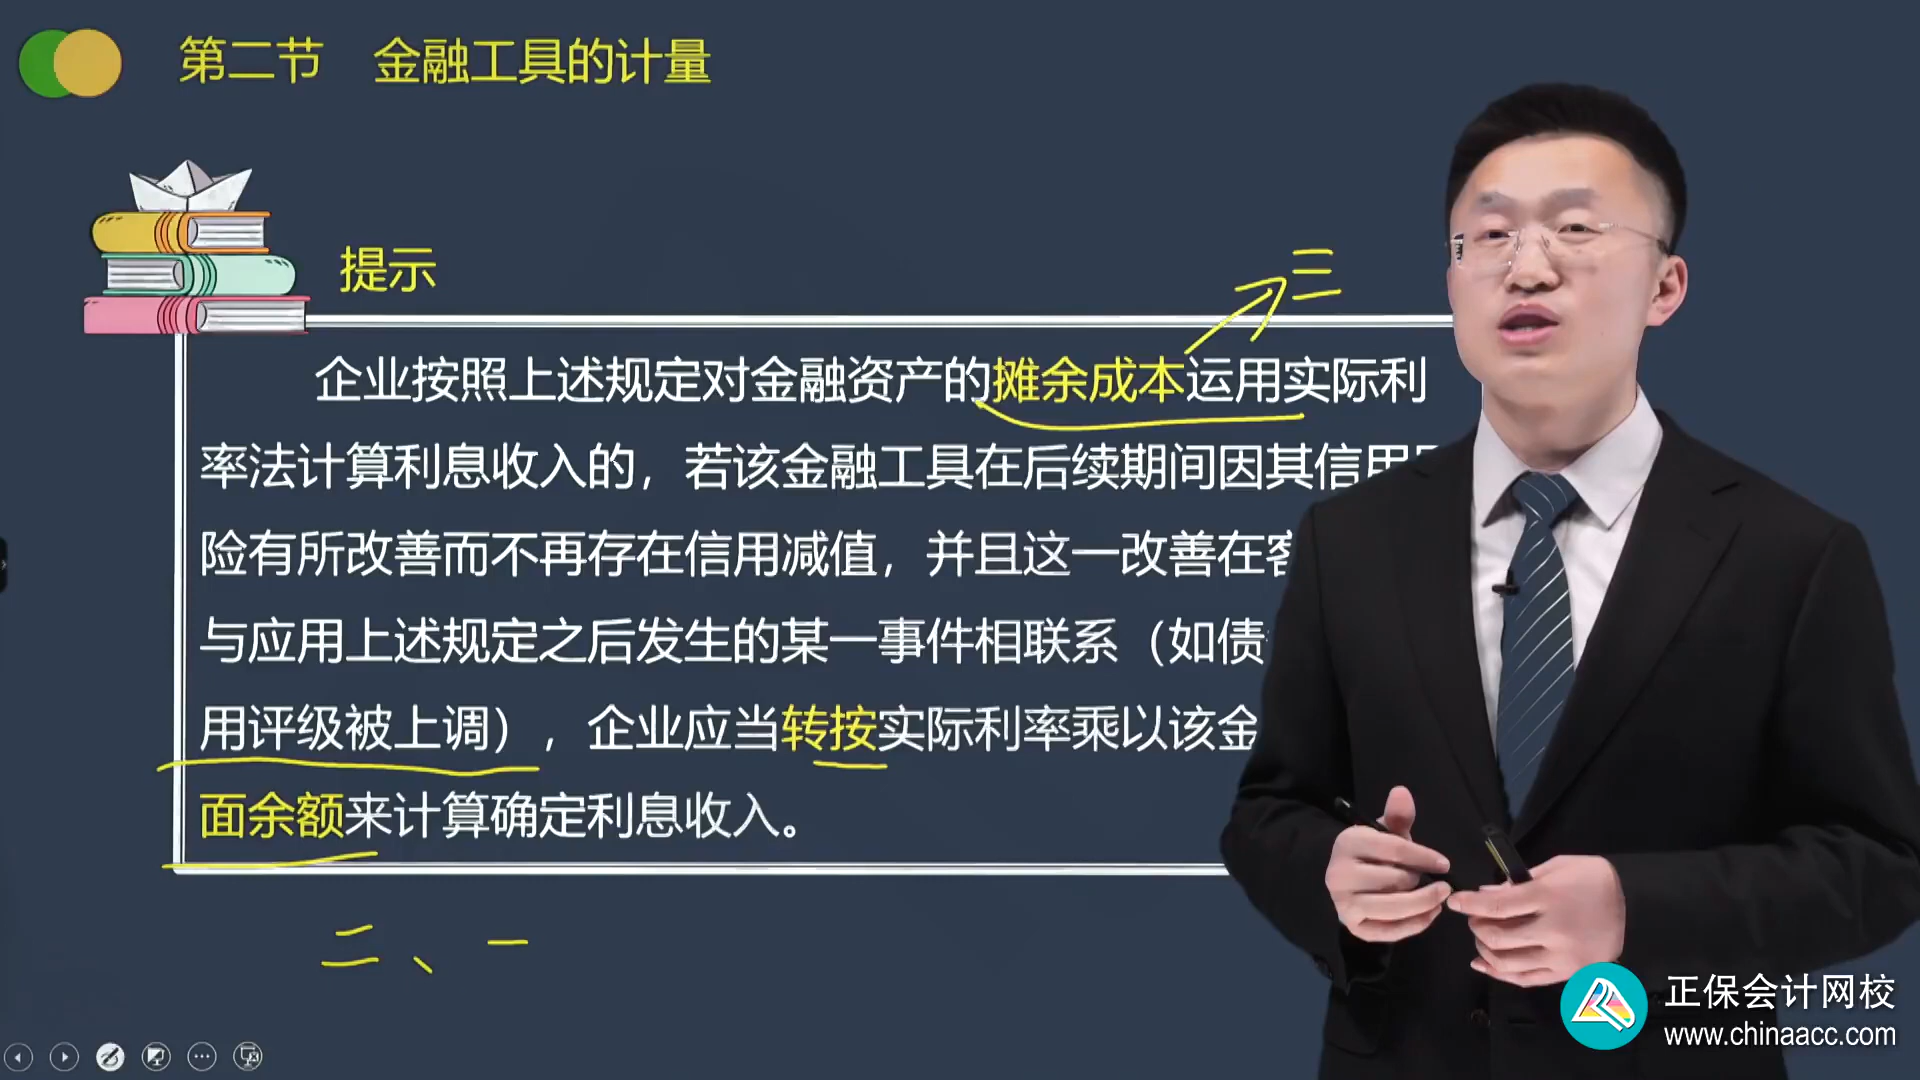 第二节 金融工具的计量
提示
三
企业按照上述规定对金融资产的摊余成本运用实际利
率法计算利息收入的，若该金融工具在后续期间因其信用
险有所改善而不再存在信用减值，并且这一改善在客
与应用上述规定之后发生的某一事件相联系（如债
用评级被上调），企业应当转按实际利率乘以该金
面余额来计算确定利息收入。
二、一
正保会计网校
www.chinaacc.com